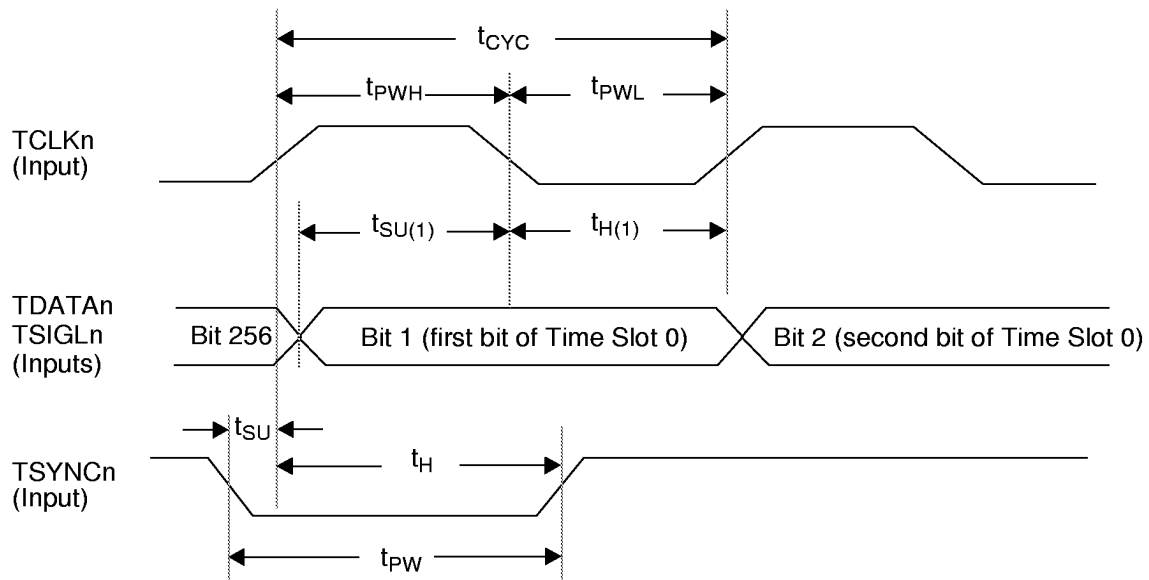 tCYC
tPWH
tPWL
TCLKn
(Input)
tSU(1)
tH(1)
TDATAn
TSIGLn
(Inputs)
Bit 256
Bit 1 (first bit of Time Slot 0)
Bit 2 (second bit of Time Slot 0)
tSU
tH
TSYNCn
(Input)
tPW